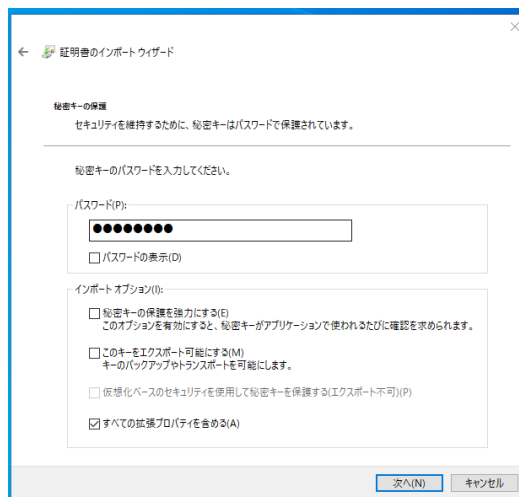 証明書のインポート ウィザード
秘密キーの保護
セキュリティを維持するために、秘密キーはパスワードで保護されています。
秘密キーのパスワードを入力してください。
パスワード(P):
●●●●●●●●
パスワードの表示(D)
インポート オプション(I):
秘密キーの保護を強力にする(E)
このオプションを有効にすると、秘密キーがアプリケーションで使われるたびに確認を求められます。
このキーをエクスポート可能にする(M)
キーのバックアップやトランスポートを可能にします。
仮想化ベースのセキュリティを使用して秘密キーを保護する(エクスポート不可)(P)
すべての拡張プロパティを含める(A)
次へ(N) キャンセル